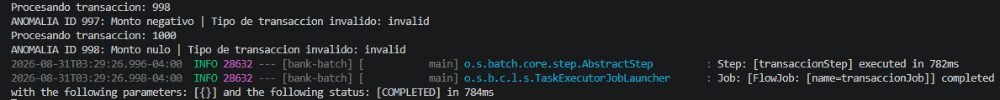 Procesando transaccion: 998
ANOMALIA ID 997: Monto negativo | Tipo de transaccion invalido: invalid
Procesando transaccion: 1000
ANOMALIA ID 998: Monto nulo | Tipo de transaccion invalido: invalid
2026-08-31T03:29:26.996-04:00  INFO 28632 --- [bank-batch] [           main] o.s.batch.core.step.AbstractStep         : Step: [transaccionStep] executed in 782ms
2026-08-31T03:29:26.998-04:00  INFO 28632 --- [bank-batch] [           main] o.s.b.c.l.s.TaskExecutorJobLauncher      : Job: [FlowJob: [name=transaccionJob]] completed
with the following parameters: [{}] and the following status: [COMPLETED] in 784ms